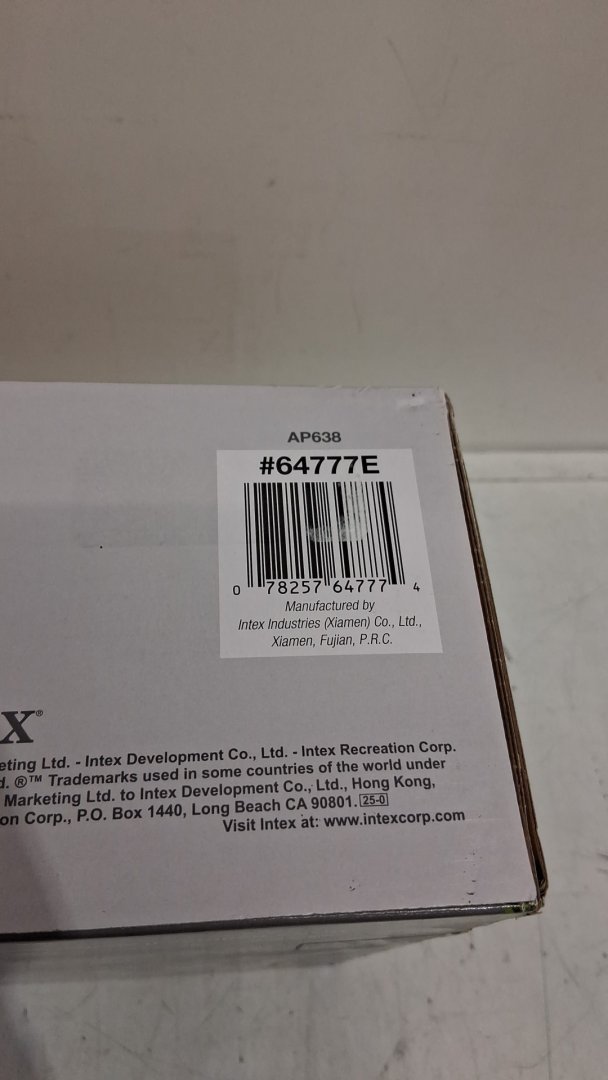 AP638
#64777E
0 78257 64777 4
Manufactured by
Intex Industries (Xiamen) Co., Ltd.,
Xiamen, Fujian, P.R.C.
X®
eting Ltd. - Intex Development Co., Ltd. - Intex Recreation Corp.
d. ®™ Trademarks used in some countries of the world under
Marketing Ltd. to Intex Development Co., Ltd., Hong Kong,
on Corp., P.O. Box 1440, Long Beach CA 90801. 25-0
Visit Intex at: www.intexcorp.com